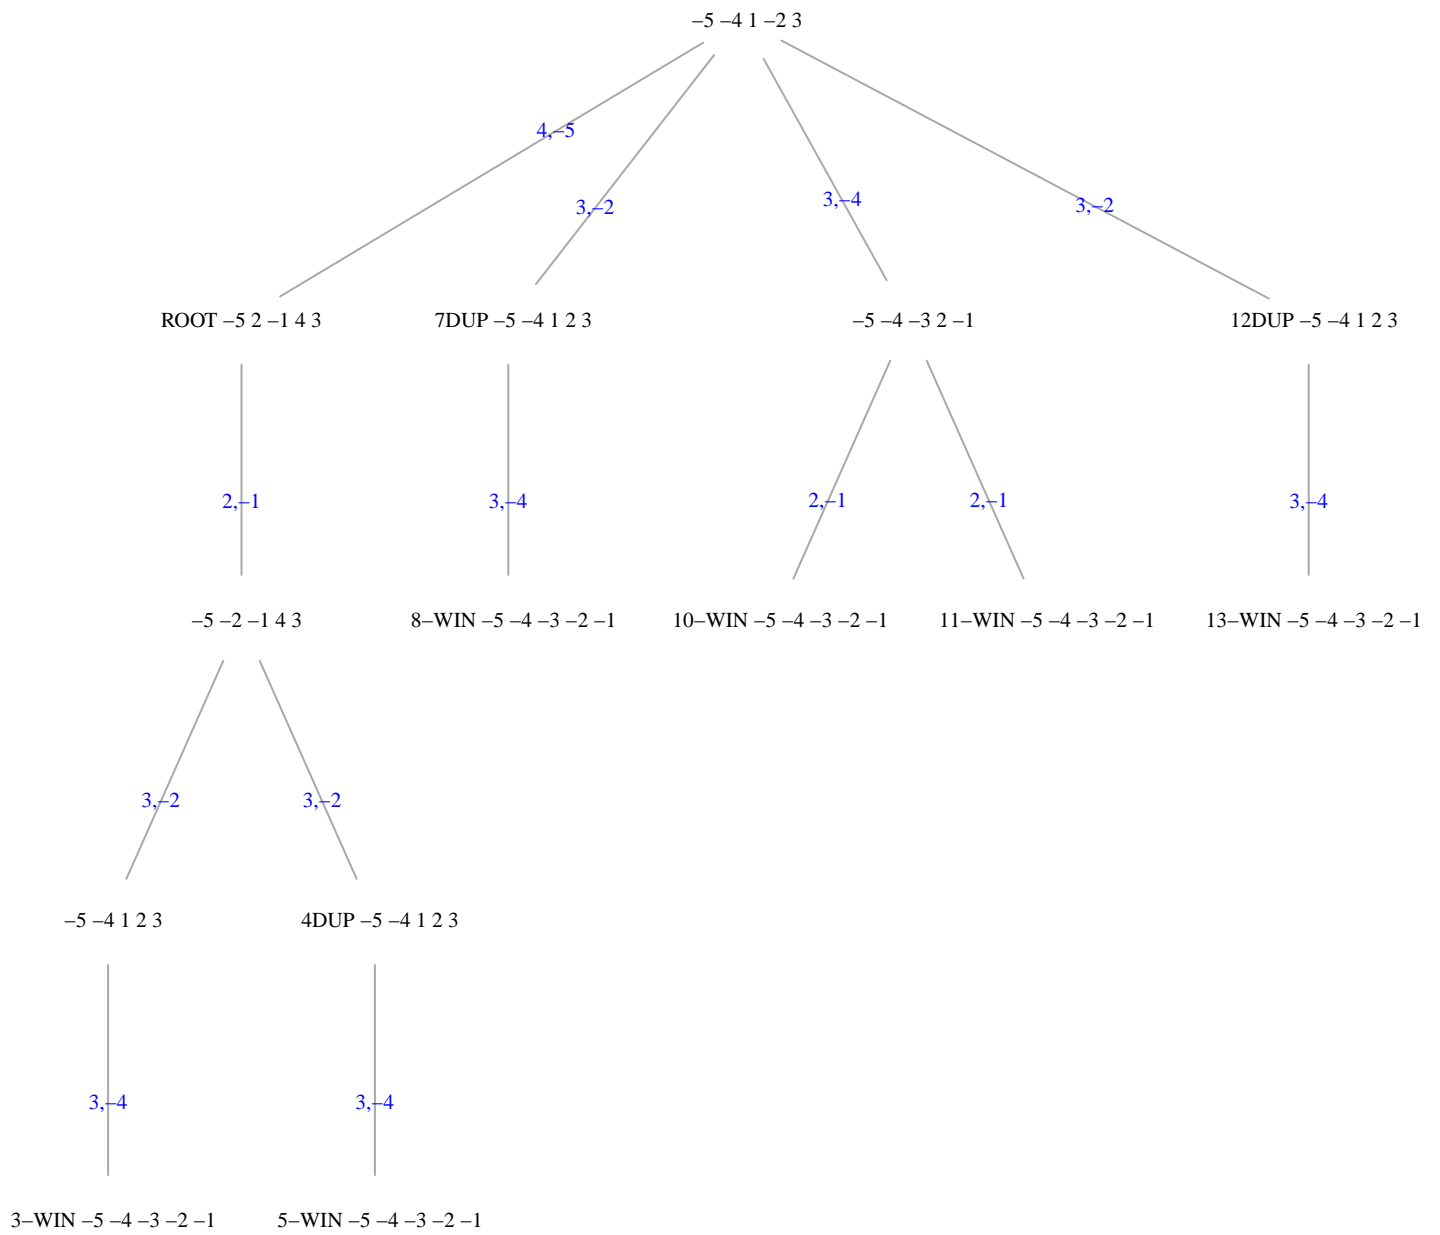 −5 −4 1 −2 3
4,−5
3,−2
3,−4
3,−2
ROOT −5 2 −1 4 3
7DUP −5 −4 1 2 3
−5 −4 −3 2 −1
12DUP −5 −4 1 2 3
2,−1
3,−4
2,−1
2,−1
3,−4
−5 −2 −1 4 3
8−WIN −5 −4 −3 −2 −1
10−WIN −5 −4 −3 −2 −1
11−WIN −5 −4 −3 −2 −1
13−WIN −5 −4 −3 −2 −1
3,−2
3,−2
−5 −4 1 2 3
4DUP −5 −4 1 2 3
3,−4
3,−4
3−WIN −5 −4 −3 −2 −1
5−WIN −5 −4 −3 −2 −1